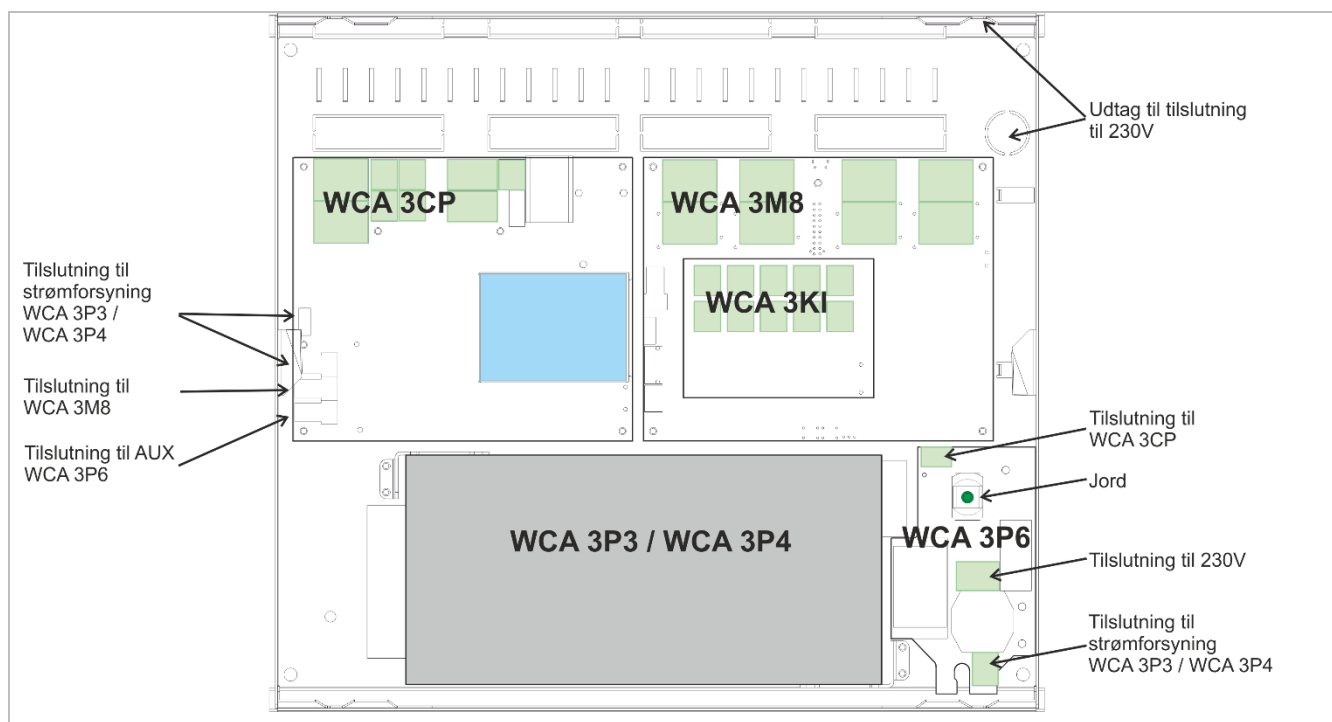 Udtag til tilslutning
til 230V
WCA 3CP
WCA 3M8
Tilslutning til
strømforsyning
WCA 3P3 /
WCA 3P4
WCA 3KI
Tilslutning til
WCA 3M8
Tilslutning til AUX
WCA 3P6
Tilslutning til
WCA 3CP
Jord
WCA 3P3 / WCA 3P4
WCA 3P6
Tilslutning til 230V
Tilslutning til
strømforsyning
WCA 3P3 / WCA 3P4